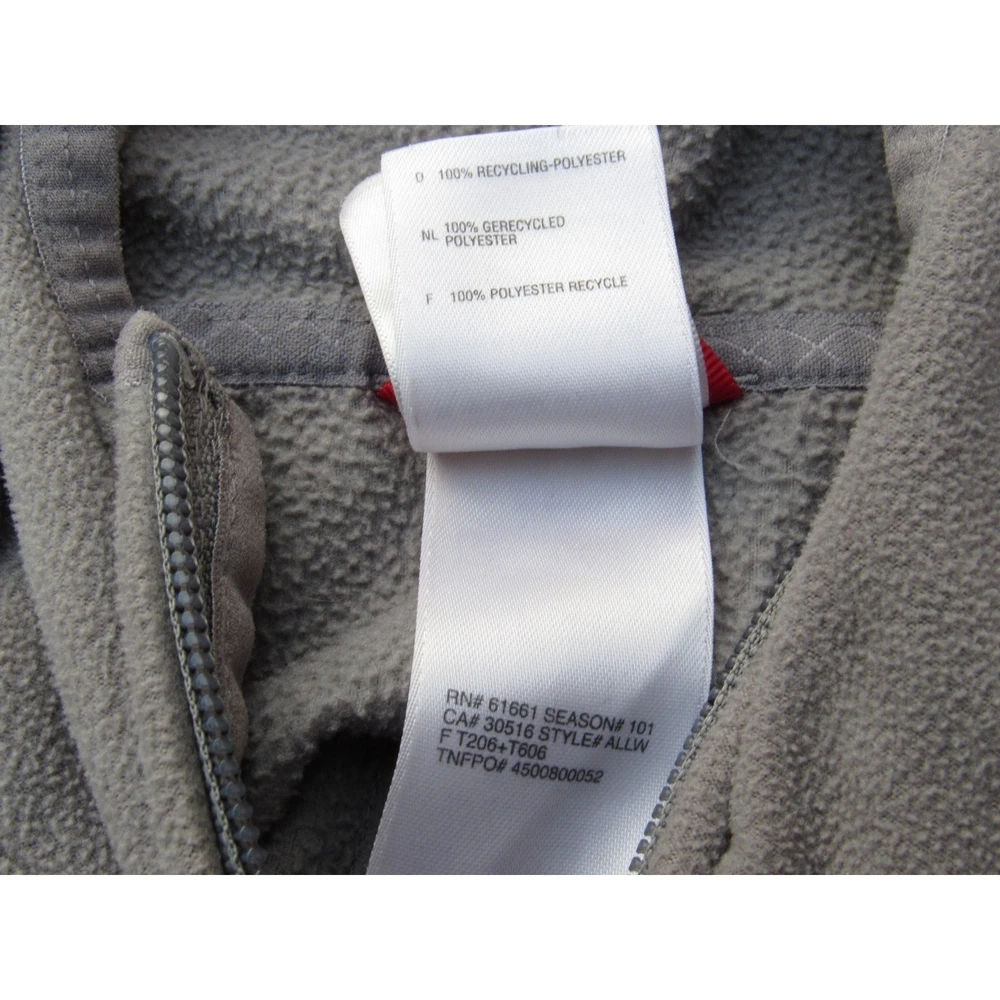 D 100% RECYCLING-POLYESTER
NL 100% GERECYCLED
POLYESTER
F 100% POLYESTER RECYCLE
RN# 61661 SEASON# 101
CA# 30516 STYLE# ALLW
F T206+T606
TNFPO# 4500800052